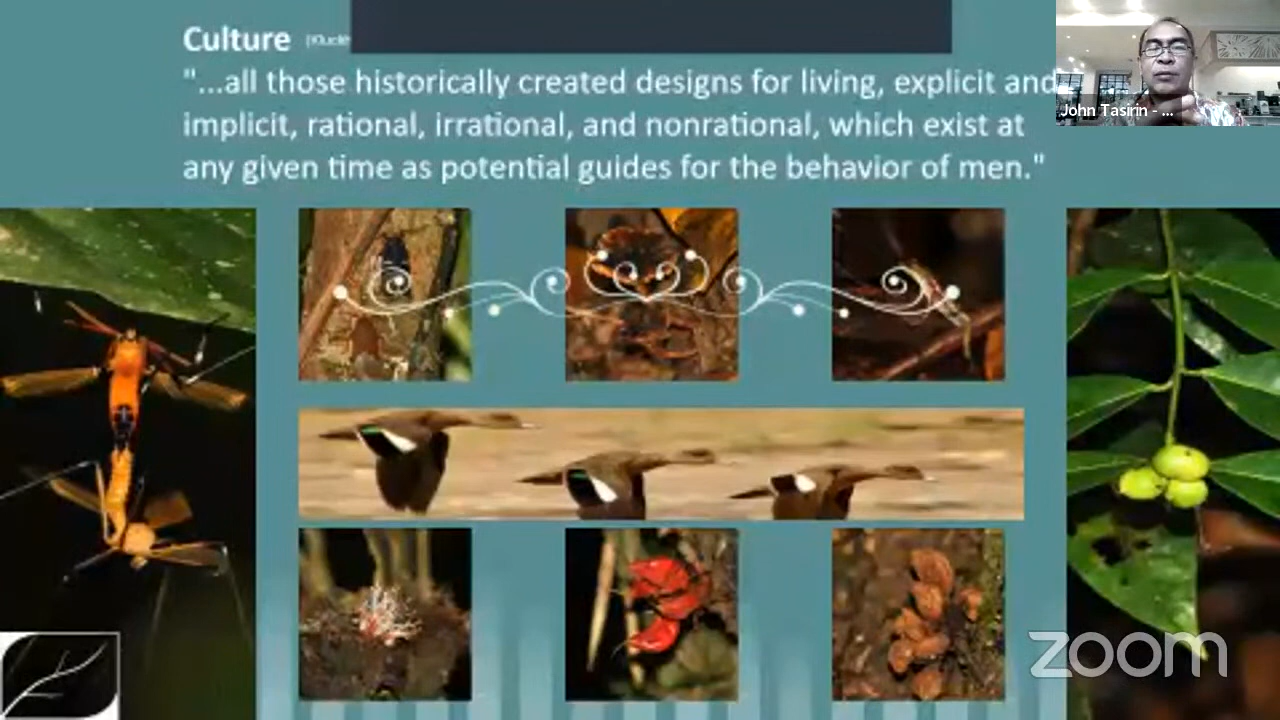 Culture
"...all those historically created designs for living, explicit and
implicit, rational, irrational, and nonrational, which exist at
any given time as potential guides for the behavior of men."
John Tasirin - ...
zoom